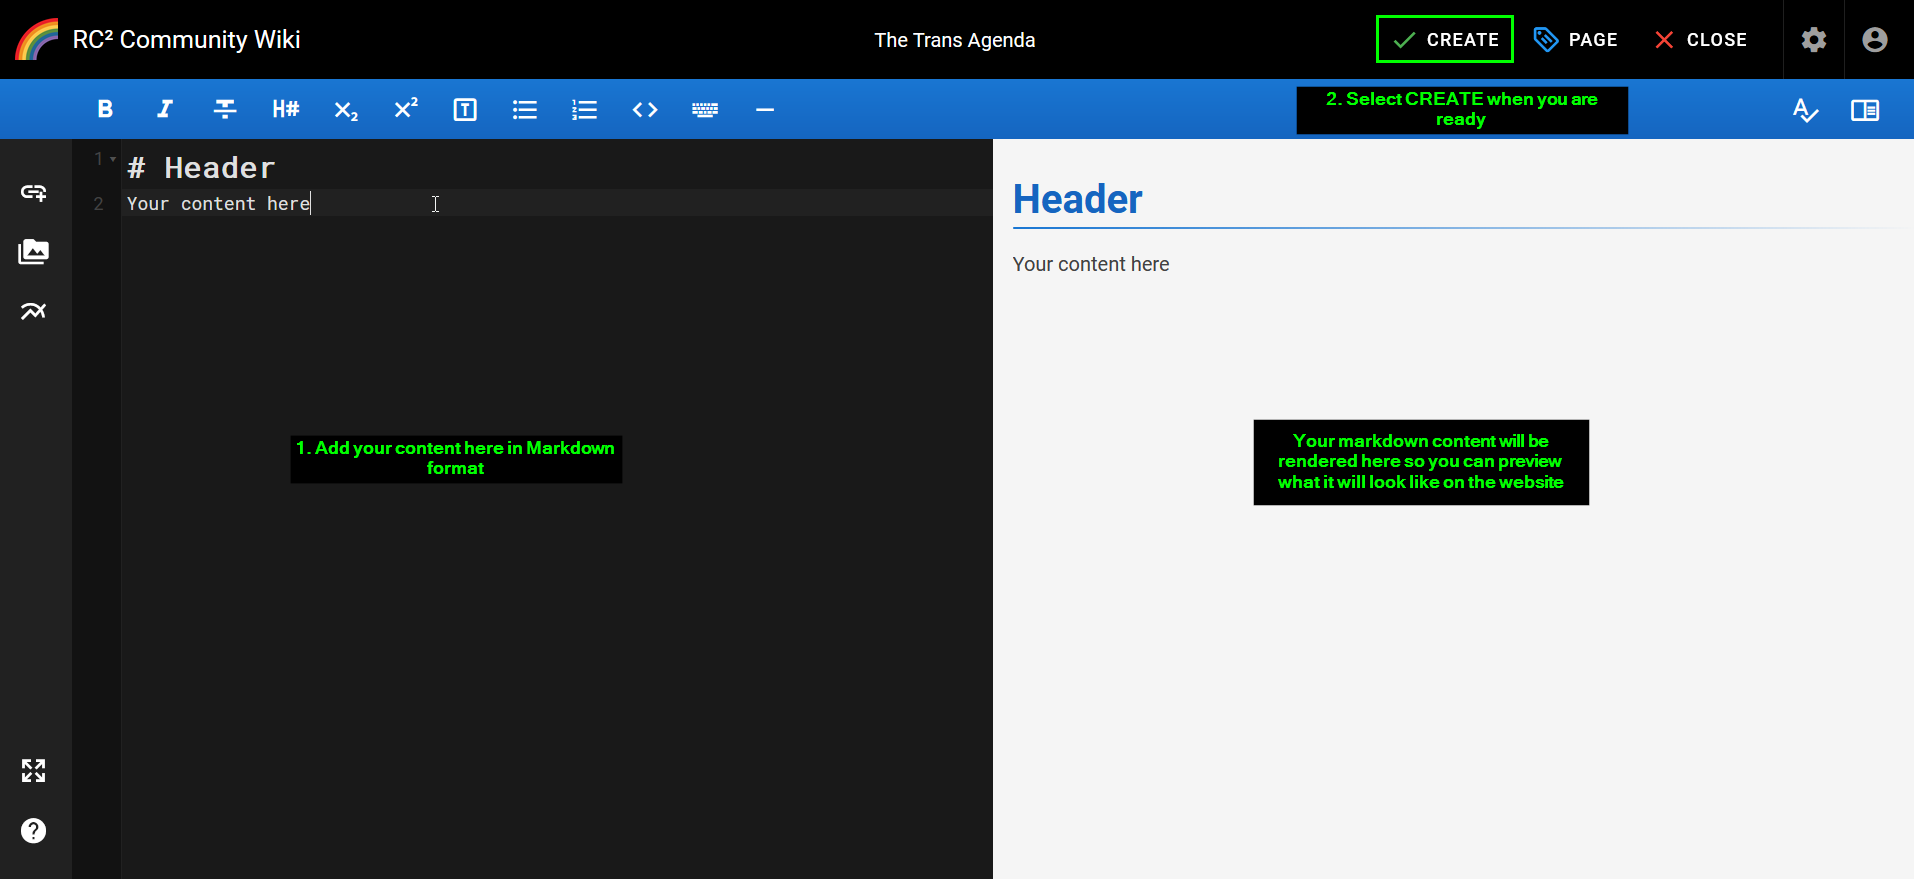 RC² Community Wiki
The Trans Agenda
CREATE
PAGE
CLOSE
B I H# X₂ X² T
2. Select CREATE when you are
ready
1 # Header
2 Your content here
Header
Your content here
1. Add your content here in Markdown
format
Your markdown content will be
rendered here so you can preview
what it will look like on the website